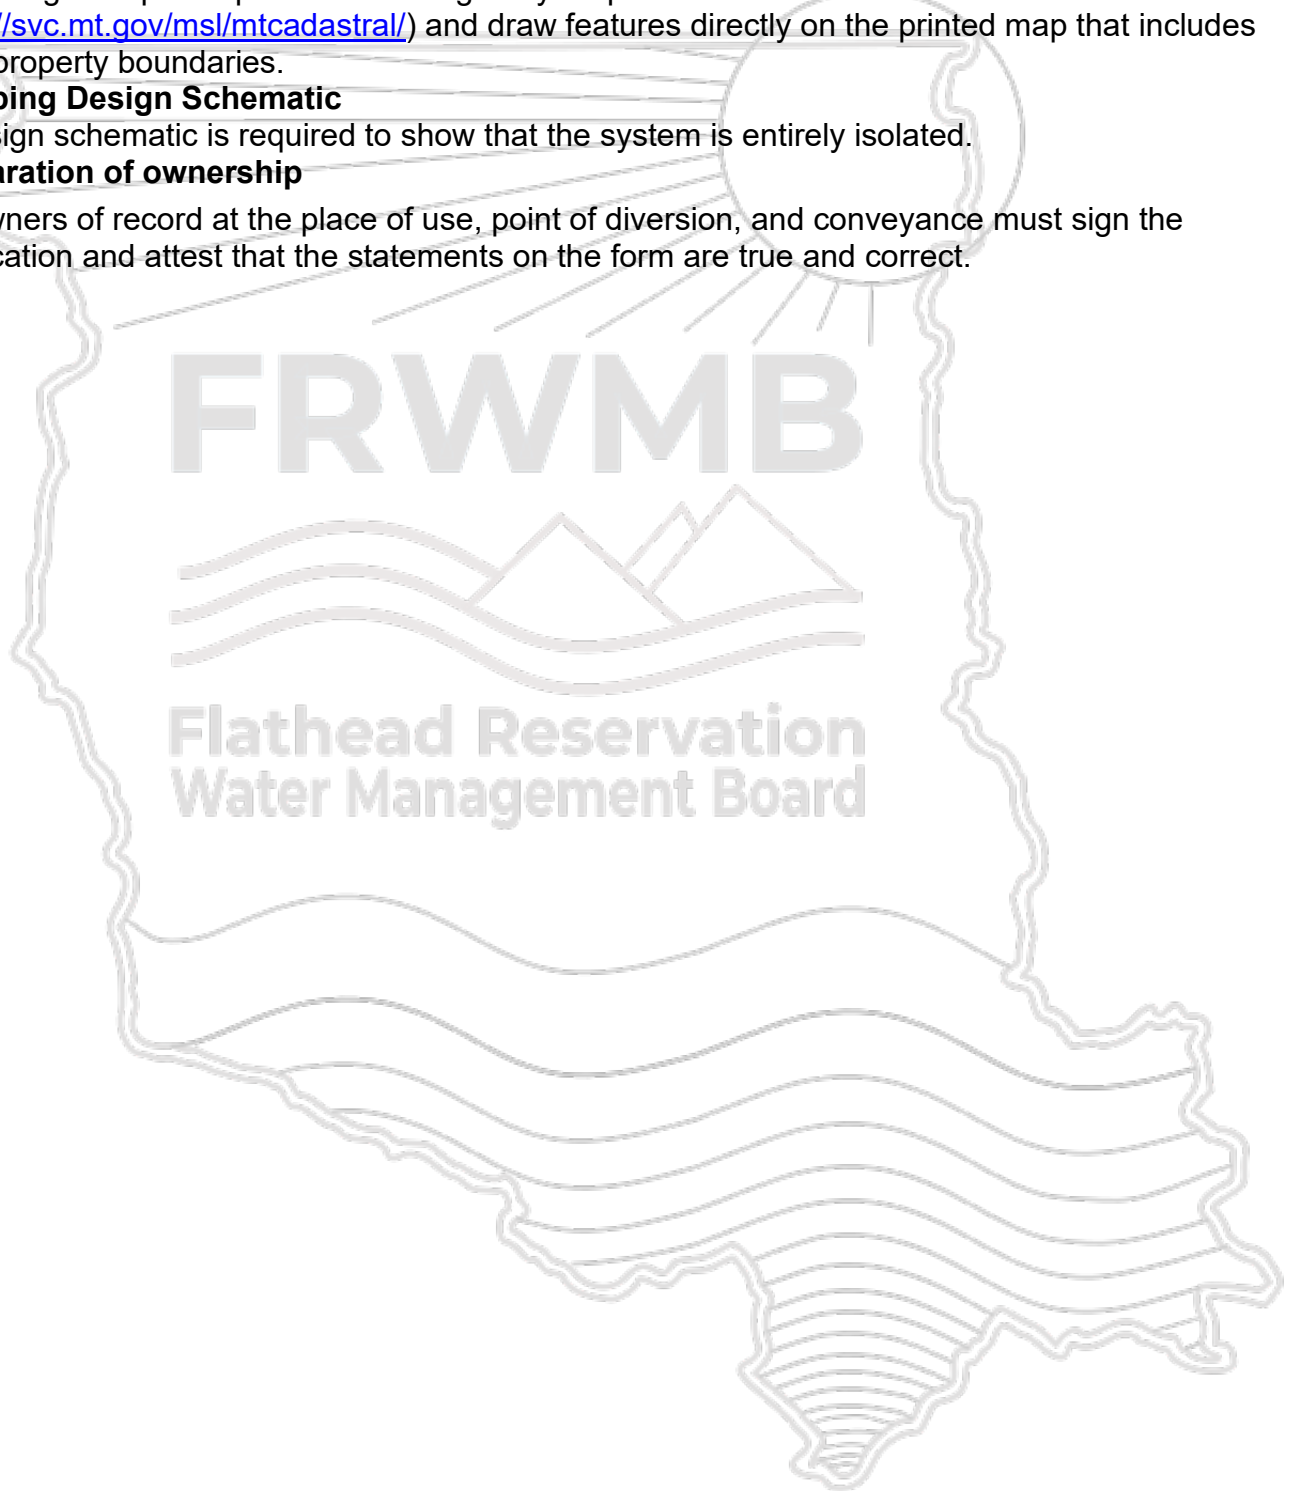 //svc.mt.gov/msl/mtcadastral/) and draw features directly on the printed map that includes
property boundaries.
ping Design Schematic
sign schematic is required to show that the system is entirely isolated.
aration of ownership
wners of record at the place of use, point of diversion, and conveyance must sign the
cation and attest that the statements on the form are true and correct.
FRWMB
Flathead Reservation
Water Management Board